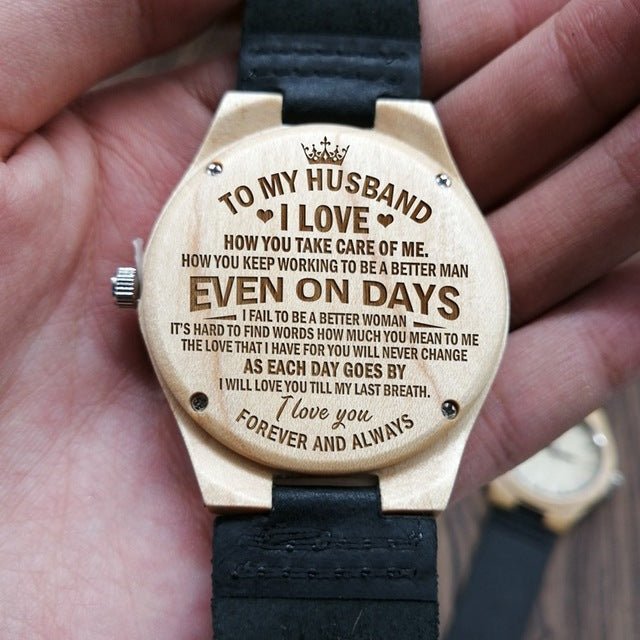 TO MY HUSBAND
I LOVE
HOW YOU TAKE CARE OF ME.
HOW YOU KEEP WORKING TO BE A BETTER MAN
EVEN ON DAYS
I FAIL TO BE A BETTER WOMAN
IT'S HARD TO FIND WORDS HOW MUCH YOU MEAN TO ME
THE LOVE THAT I HAVE FOR YOU WILL NEVER CHANGE
AS EACH DAY GOES BY
I WILL LOVE YOU TILL MY LAST BREATH.
I love you
FOREVER AND ALWAYS